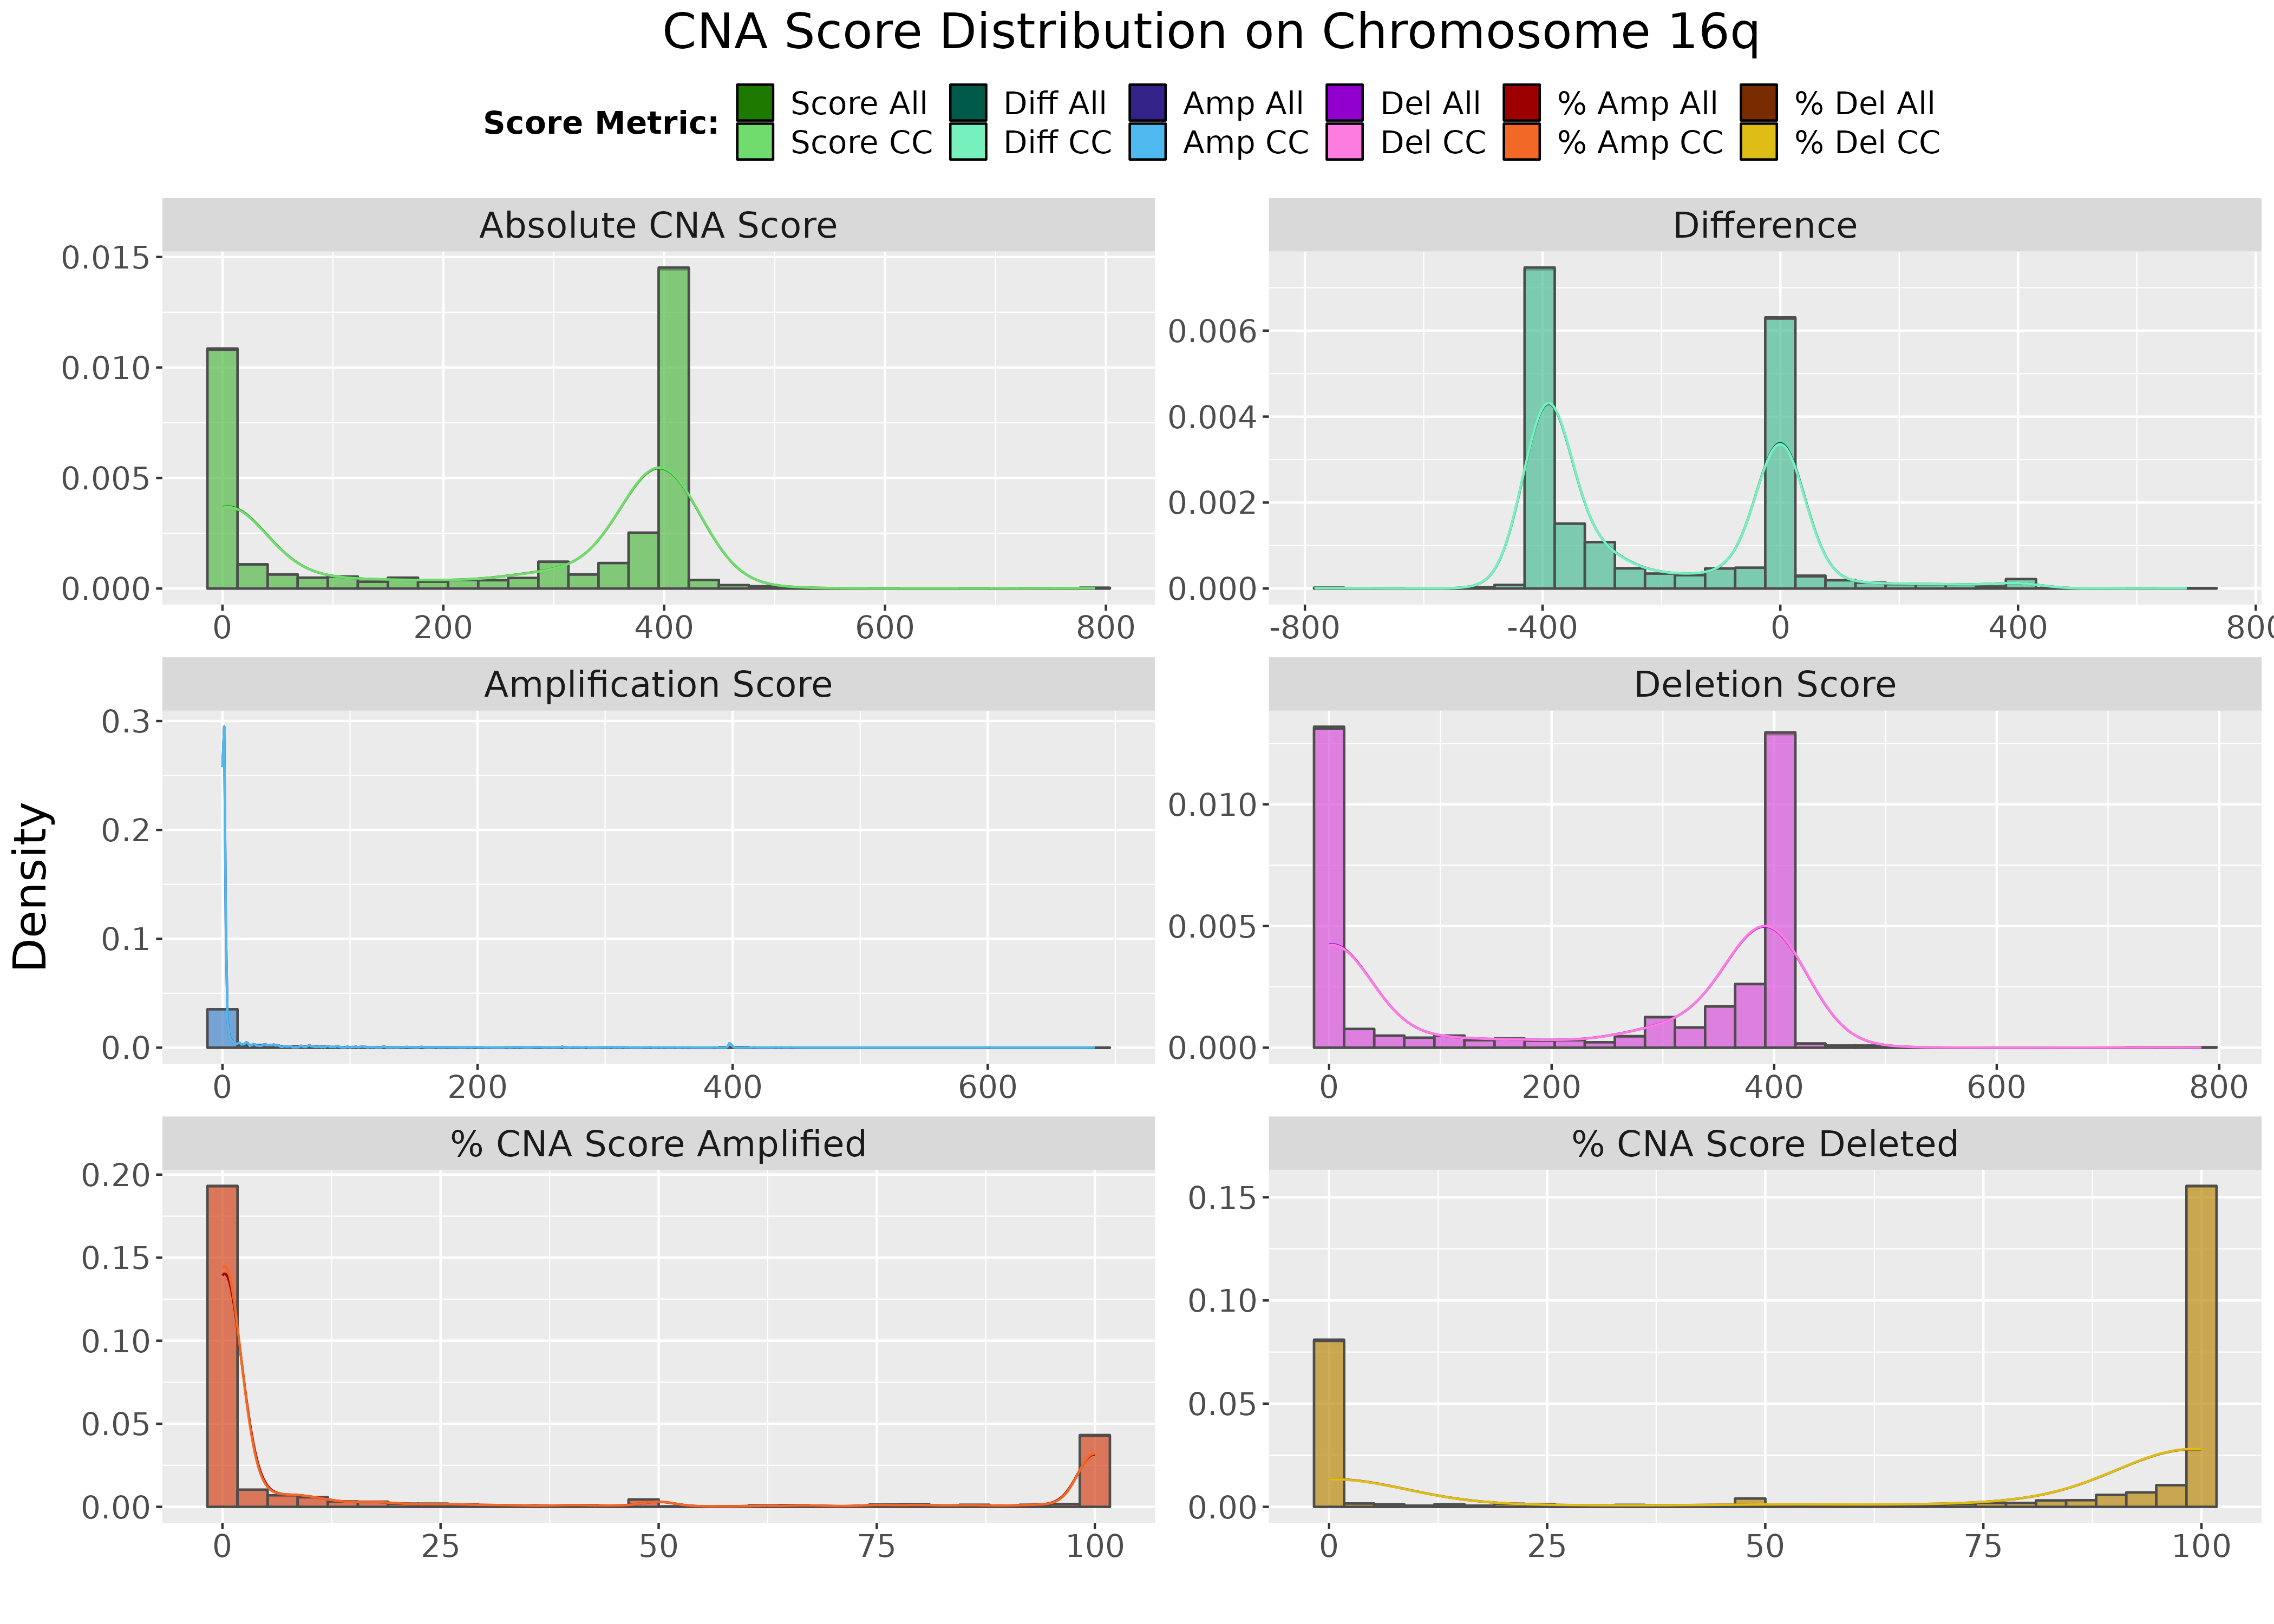 CNA Score Distribution on Chromosome 16q
Score Metric:
Score All Diff All Amp All Del All % Amp All % Del All
Score CC Diff CC Amp CC Del CC % Amp CC % Del CC
Absolute CNA Score
0.015
0.010
0.005
0.000
0 200 400 600 800
Difference
0.006
0.004
0.002
0.000
-800 -400 0 400 800
Density
Amplification Score
0.3
0.2
0.1
0.0
0 200 400 600
Deletion Score
0.010
0.005
0.000
0 200 400 600 800
% CNA Score Amplified
0.20
0.15
0.10
0.05
0.00
0 25 50 75 100
% CNA Score Deleted
0.15
0.10
0.05
0.00
0 25 50 75 100